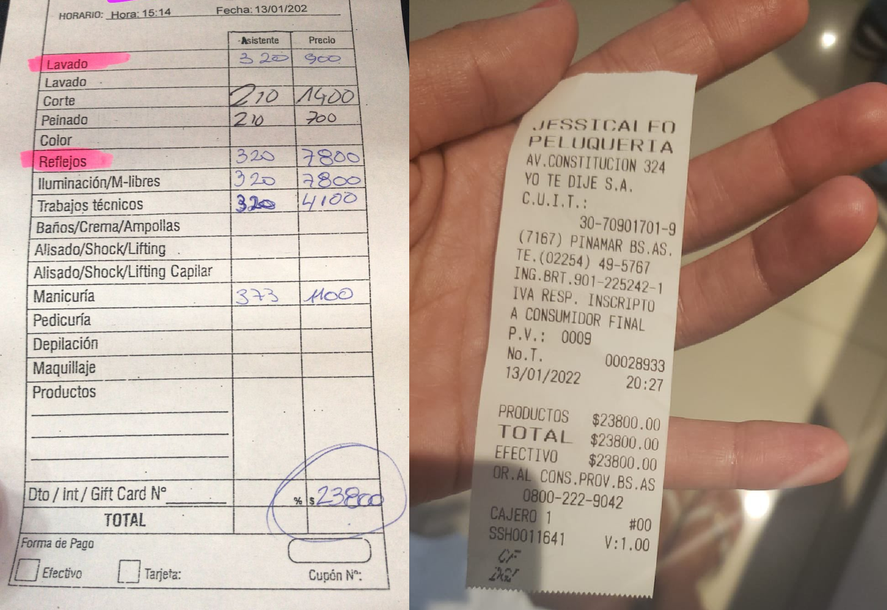 HORARIO: Hora: 15:14 Fecha: 13/01/202
Asistente Precio
Lavado 320 900
Lavado
Corte 210 1400
Peinado 210 700
Color
Reflejos 320 7800
Iluminación/M-libres 320 7800
Trabajos técnicos 320 4100
Baños/Crema/Ampollas
Alisado/Shock/Lifting
Alisado/Shock/Lifting Capilar
Manicuría 373 1100
Pedicuría
Depilación
Maquillaje
Productos
Dto / Int / Gift Card N° % $ 23800
TOTAL
Forma de Pago
Efectivo Tarjeta: Cupón N°:
JESSICALEO
PELUQUERIA
AV.CONSTITUCION 324
YO TE DIJE S.A.
C.U.I.T.:
30-70901701-9
(7167) PINAMAR BS.AS.
TE.(02254) 49-5767
ING.BRT.901-225242-1
IVA RESP. INSCRIPTO
A CONSUMIDOR FINAL
P.V.: 0009
No.T. 00028933
13/01/2022 20:27
PRODUCTOS $23800.00
TOTAL $23800.00
EFECTIVO $23800.00
OR.AL CONS.PROV.BS.AS
0800-222-9042
CAJERO 1 #00
SSH0011641 V:1.00
CF
DGI